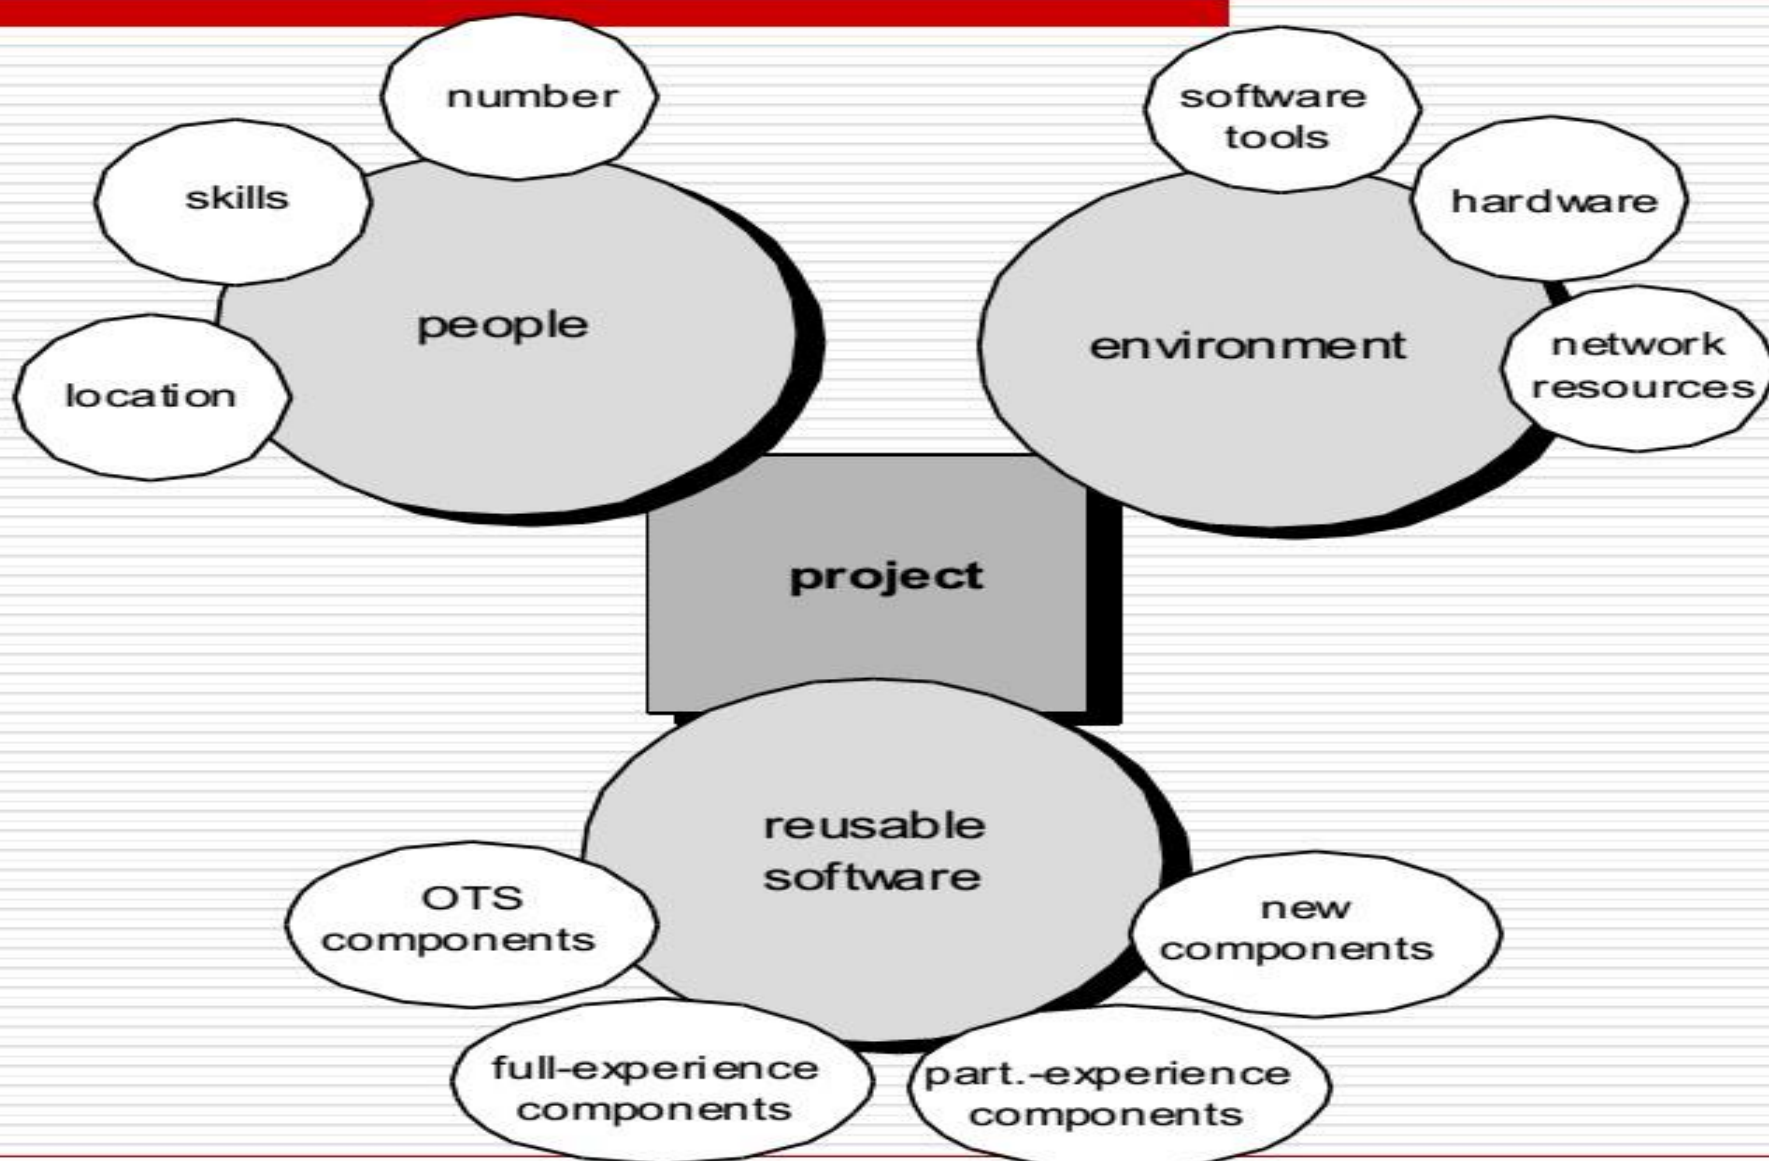 number
skills
location
people
software
tools
hardware
network
resources
environment
project
reusable
software
OTS
components
full-experience
components
part.-experience
components
new
components